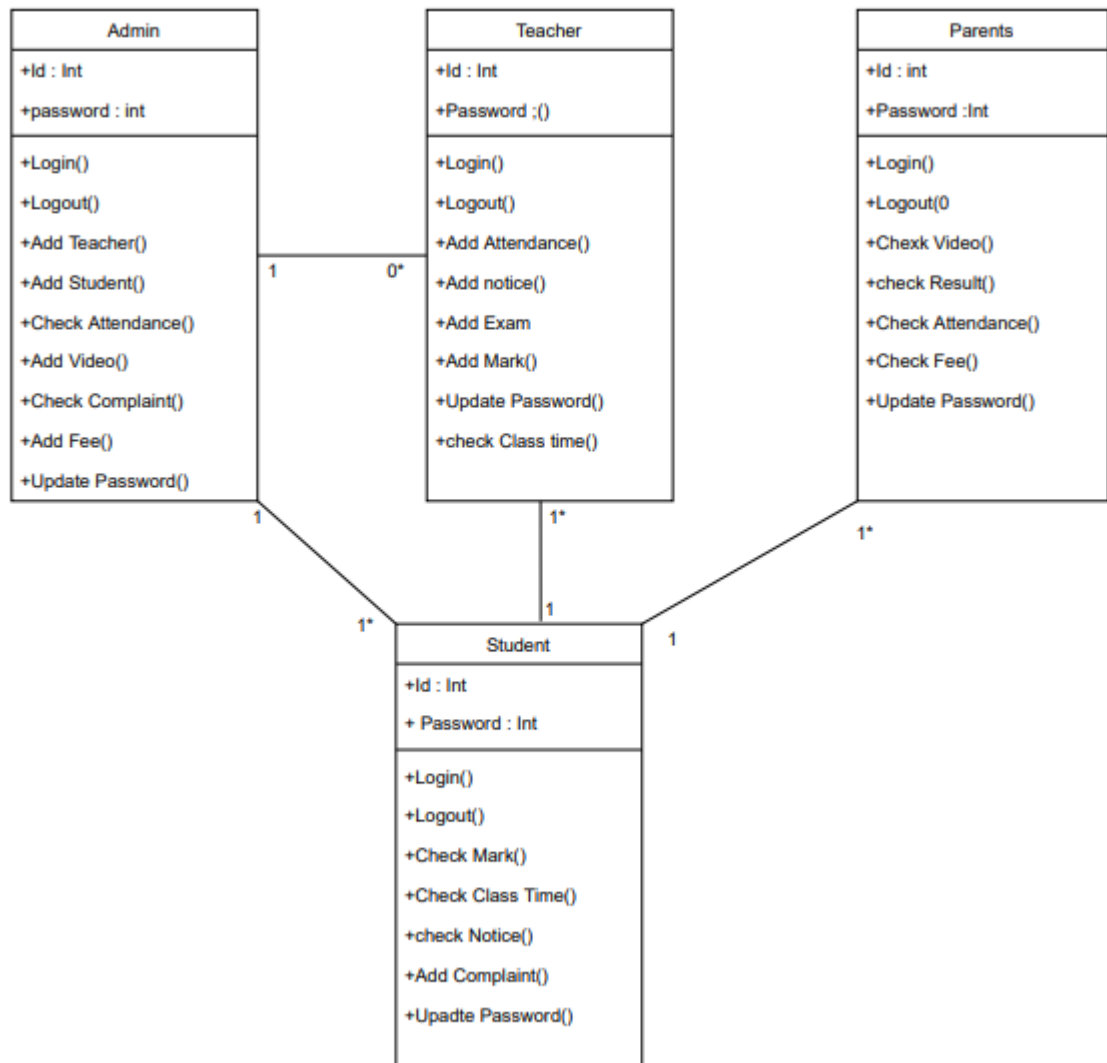 Admin
+Id : Int
+password : int
+Login()
+Logout()
+Add Teacher()
+Add Student()
+Check Attendance()
+Add Video()
+Check Complaint()
+Add Fee()
+Update Password()
1
0*
Teacher
+Id : Int
+Password ;()
+Login()
+Logout()
+Add Attendance()
+Add notice()
+Add Exam
+Add Mark()
+Update Password()
+check Class time()
Parents
+Id : int
+Password :Int
+Login()
+Logout(0
+Chexk Video()
+check Result()
+Check Attendance()
+Check Fee()
+Update Password()
1
1*
1*
1*
1
1
Student
+Id : Int
+ Password : Int
+Login()
+Logout()
+Check Mark()
+Check Class Time()
+check Notice()
+Add Complaint()
+Upadte Password()